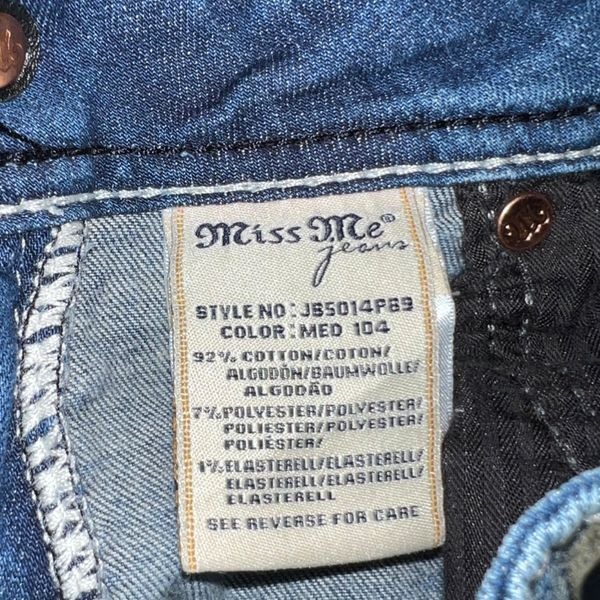 Miss Me®
jeans
STYLE NO: JB5014P69
COLOR: MED 104
92% COTTON/COTON/
ALGODÓN/BAUMWOLLE/
ALGODÃO
7% POLYESTER/POLYESTER/
POLIESTER/POLYESTER/
POLIÉSTER/
1% ELASTERELL/ELASTERELL/
ELASTERELL/ELASTERELL/
ELASTERELL
SEE REVERSE FOR CARE